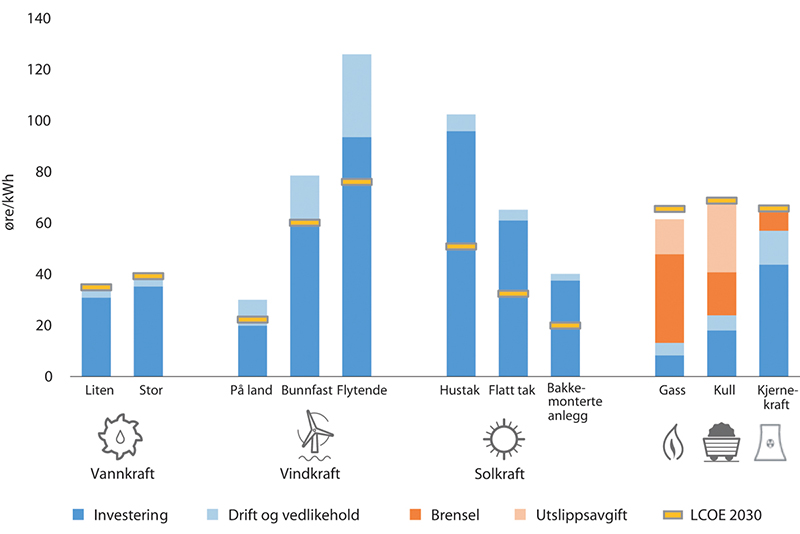 140
120
100
80
60
40
20
0
øre/kWh
Liten Stor På land Bunnfast Flytende Hustak Flatt tak Bakke-
monterte
anlegg
Gass Kull Kjerne-
kraft
Vannkraft Vindkraft Solkraft
Investering Drift og vedlikehold Brensel Utslippsavgift LCOE 2030